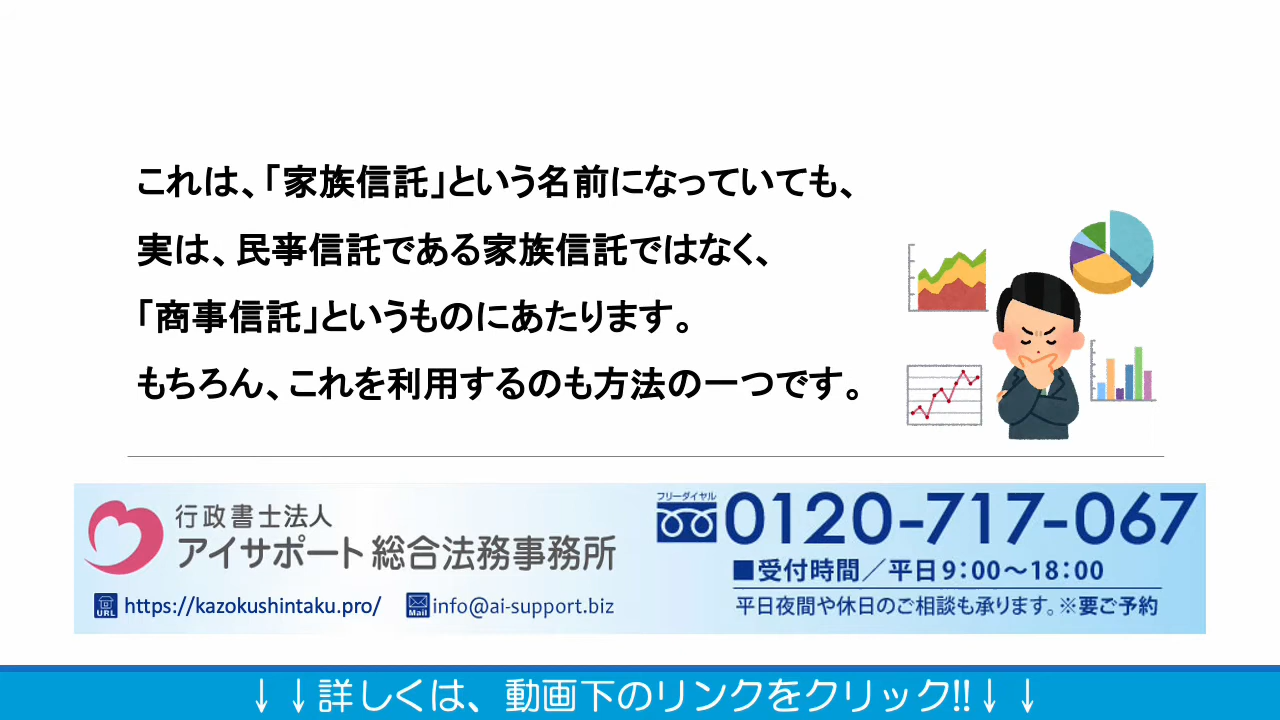 これは、「家族信託」という名前になっていても、
実は、民事信託である家族信託ではなく、
「商事信託」というものにあたります。
もちろん、これを利用するのも方法の一つです。
行政書士法人
アイサポート 総合法務事務所
URL https://kazokushintaku.pro/ Mail info@ai-support.biz
フリーダイヤル
0120-717-067
■受付時間／平日9：00〜18：00
平日夜間や休日のご相談も承ります。※要ご予約
↓↓詳しくは、動画下のリンクをクリック!!↓↓